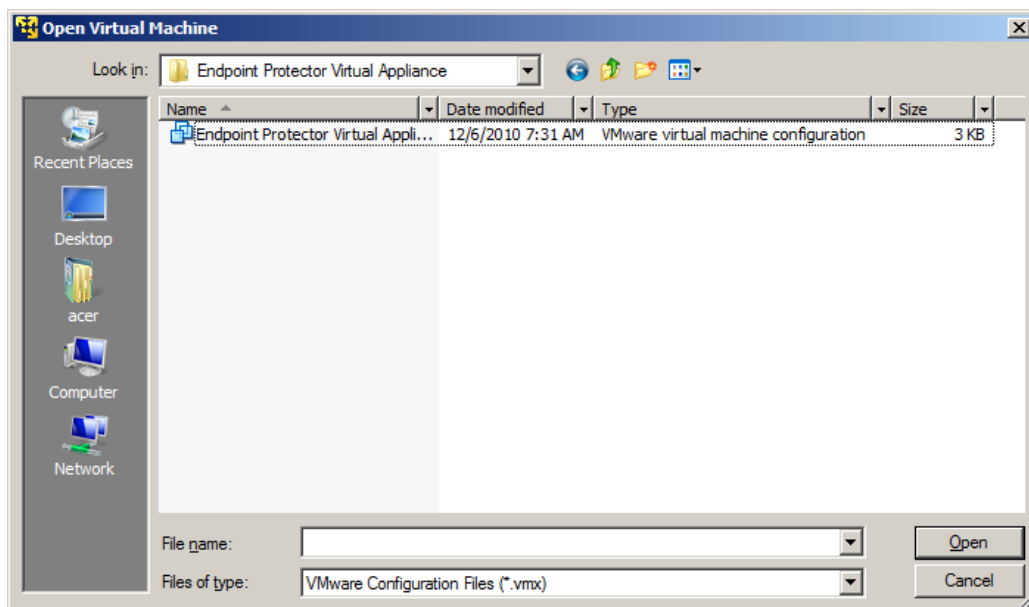 Open Virtual Machine
Look in: Endpoint Protector Virtual Appliance
Name Date modified Type Size
Endpoint Protector Virtual Appli... 12/6/2010 7:31 AM VMware virtual machine configuration 3 KB
Recent Places
Desktop
acer
Computer
Network
File name: Open
Files of type: VMware Configuration Files (*.vmx) Cancel